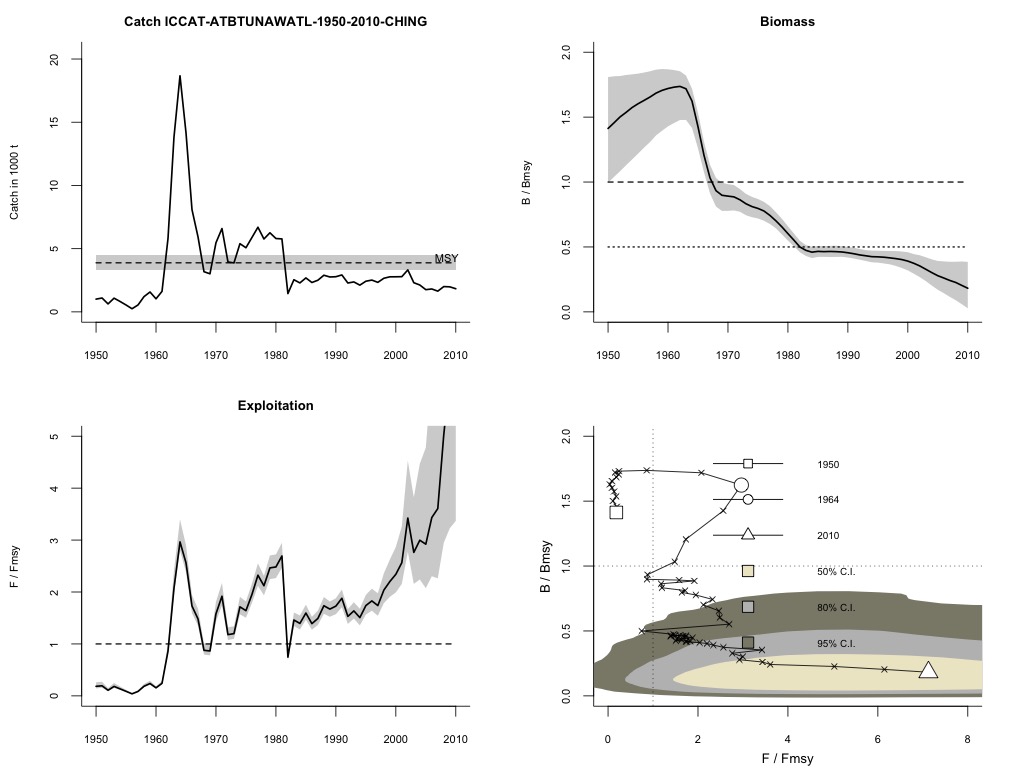 Catch ICCAT-ATBTUNAWATL-1950-2010-CHING
Catch in 1000 t
20
15
10
5
0
MSY
1950 1960 1970 1980 1990 2000 2010
Biomass
B / Bmsy
2.0
1.5
1.0
0.5
0.0
1950 1960 1970 1980 1990 2000 2010
Exploitation
F / Fmsy
5
4
3
2
1
0
1950 1960 1970 1980 1990 2000 2010
B / Bmsy
2.0
1.5
1.0
0.5
0.0
1950
1964
2010
50% C.I.
80% C.I.
95% C.I.
0 2 4 6 8
F / Fmsy